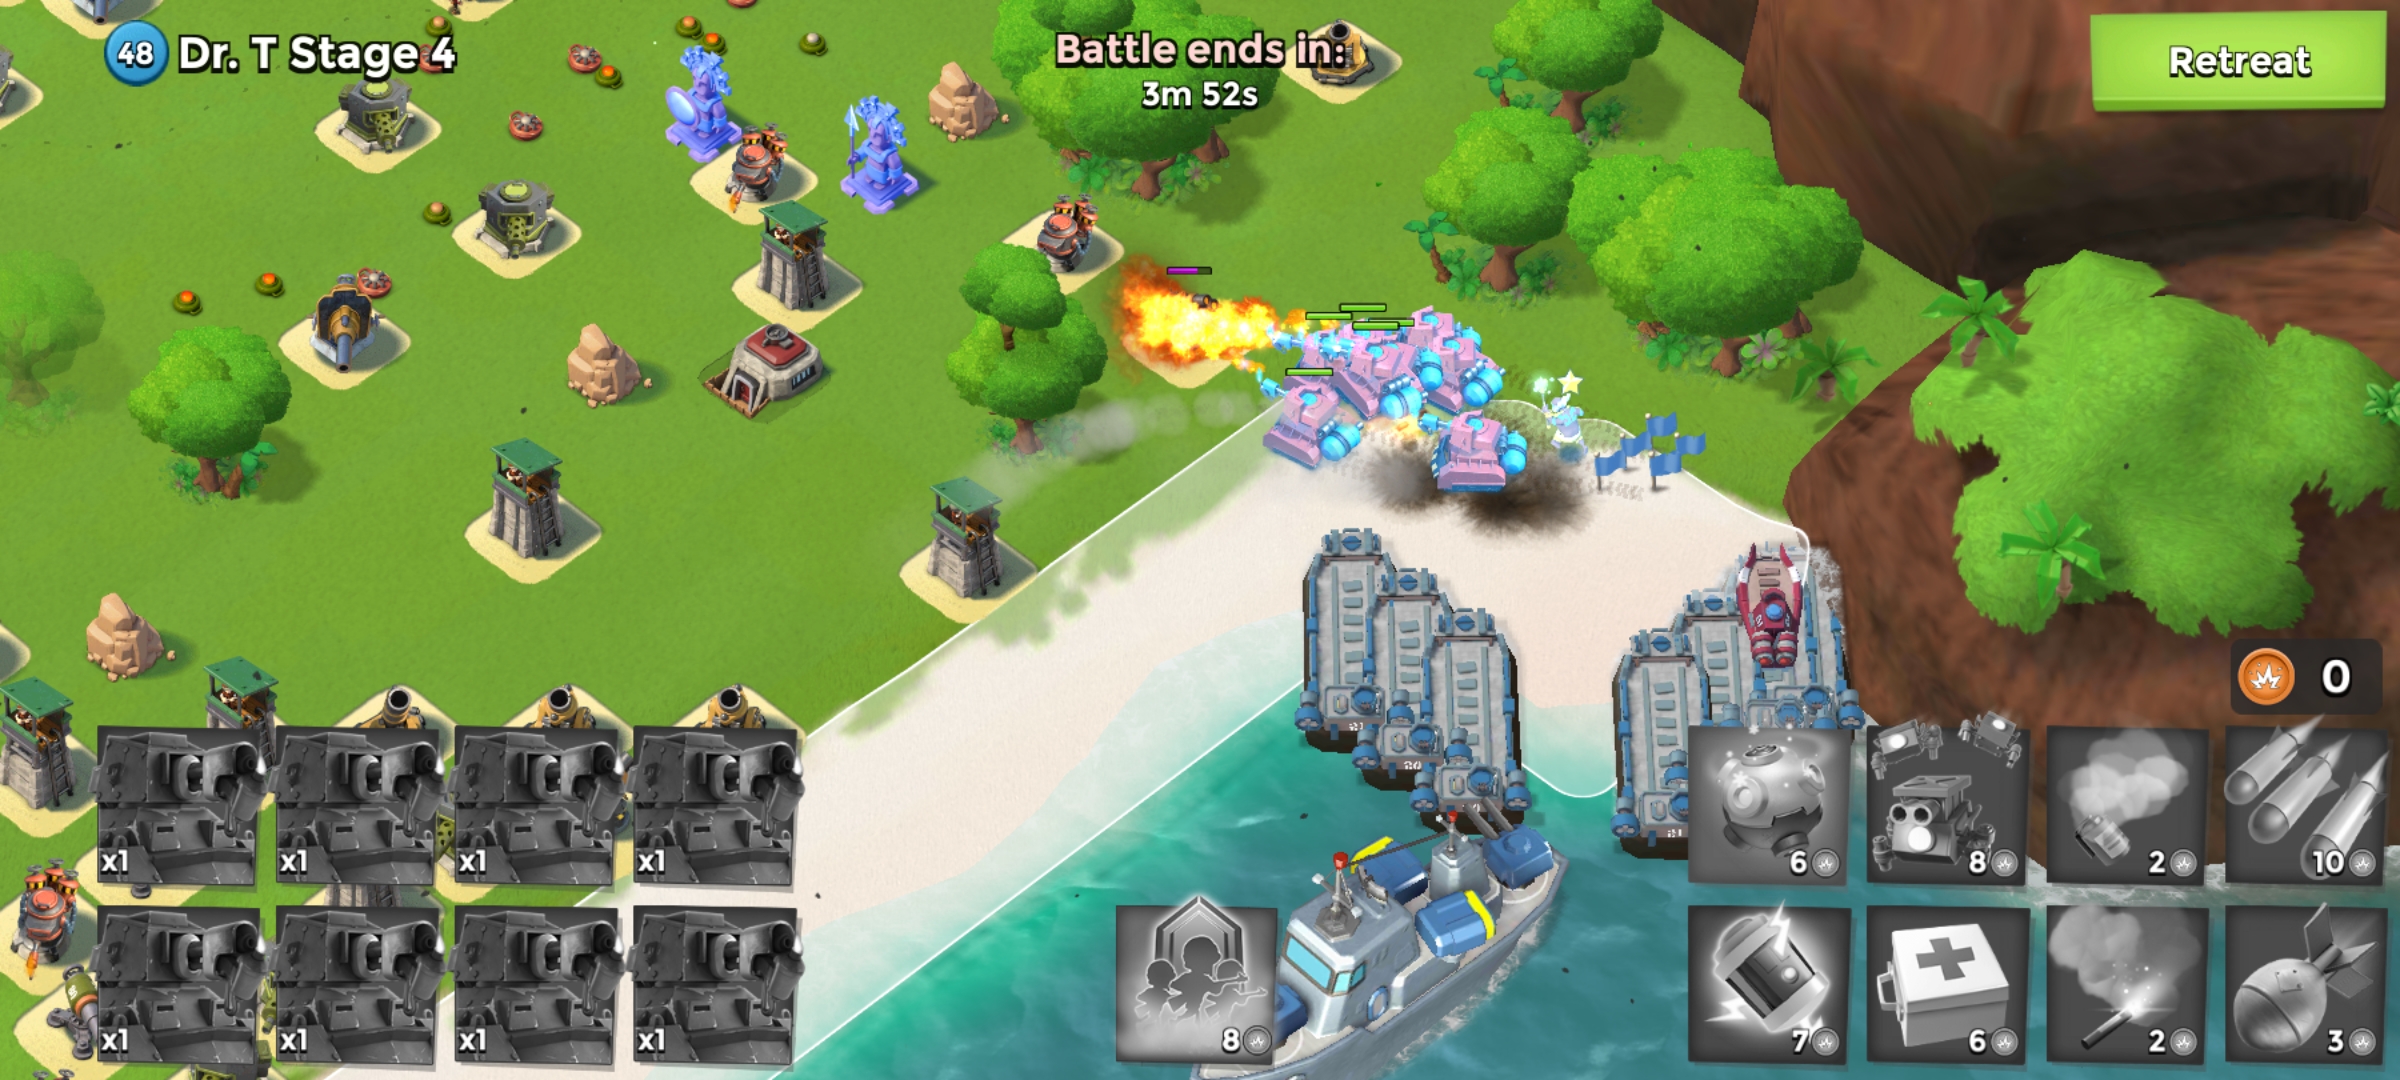 48 Dr. T Stage 4
Battle ends in:
3m 52s
Retreat
0
x1 x1 x1 x1
6 8 2 10
x1 x1 x1 x1
8
7 6 2 3